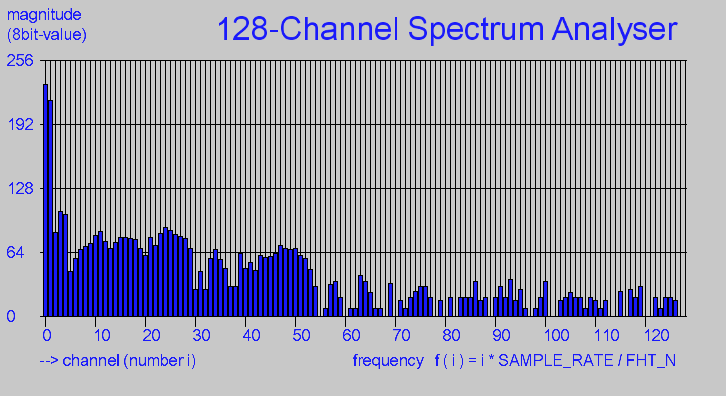 magnitude
(8bit-value)
128-Channel Spectrum Analyser
256
192
128
64
0
0 10 20 30 40 50 60 70 80 90 100 110 120
--> channel (number i)
frequency f ( i ) = i * SAMPLE_RATE / FHT_N